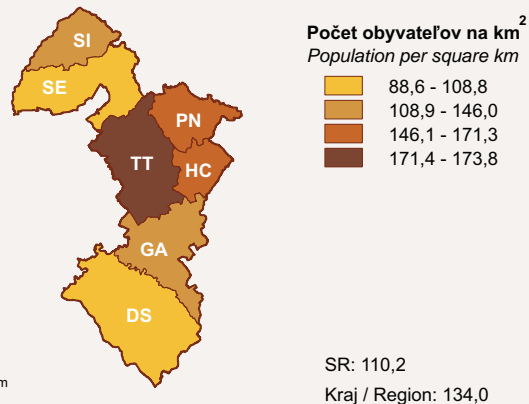 SI
SE
PN
TT
HC
GA
DS
Počet obyvateľov na km²
Population per square km
88,6 - 108,8
108,9 - 146,0
146,1 - 171,3
171,4 - 173,8
m
SR: 110,2
Kraj / Region: 134,0